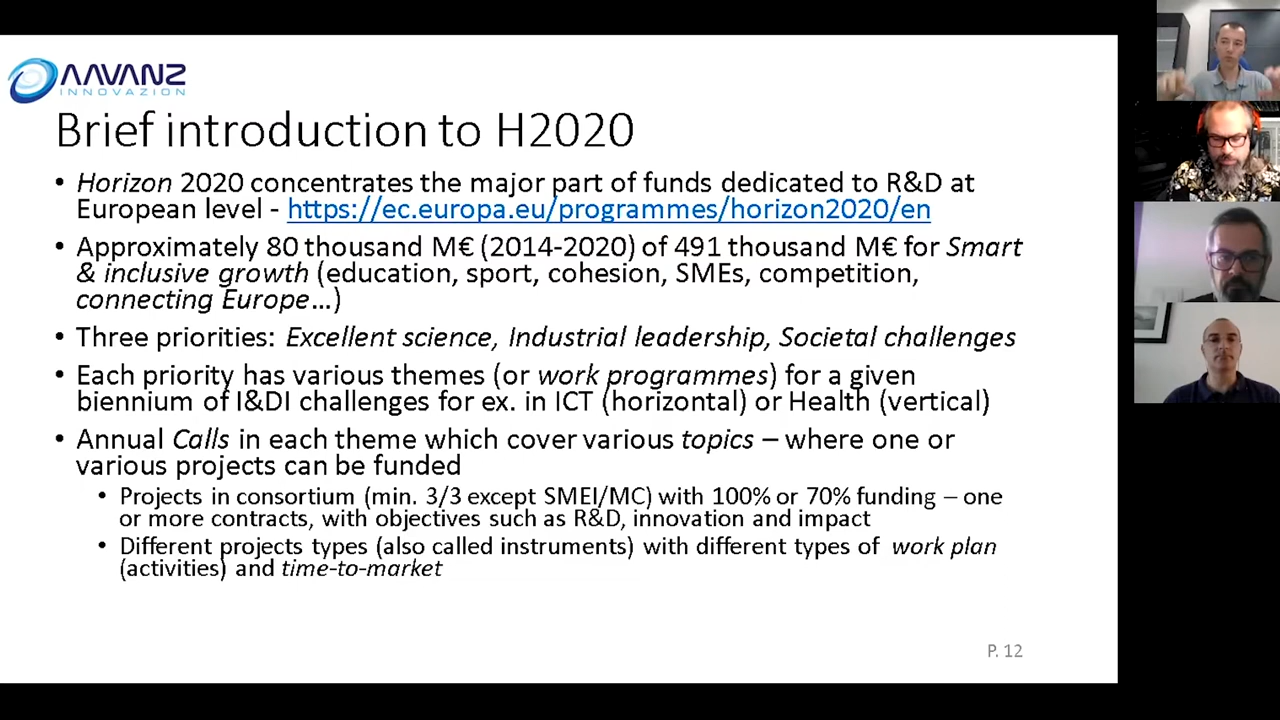 AAVANZ
INNOVAZION
Brief introduction to H2020
• Horizon 2020 concentrates the major part of funds dedicated to R&D at
European level - https://ec.europa.eu/programmes/horizon2020/en
• Approximately 80 thousand M€ (2014-2020) of 491 thousand M€ for Smart
& inclusive growth (education, sport, cohesion, SMEs, competition,
connecting Europe…)
• Three priorities: Excellent science, Industrial leadership, Societal challenges
• Each priority has various themes (or work programmes) for a given
biennium of I&DI challenges for ex. in ICT (horizontal) or Health (vertical)
• Annual Calls in each theme which cover various topics – where one or
various projects can be funded
• Projects in consortium (min. 3/3 except SMEI/MC) with 100% or 70% funding – one
or more contracts, with objectives such as R&D, innovation and impact
• Different projects types (also called instruments) with different types of work plan
(activities) and time-to-market
P. 12